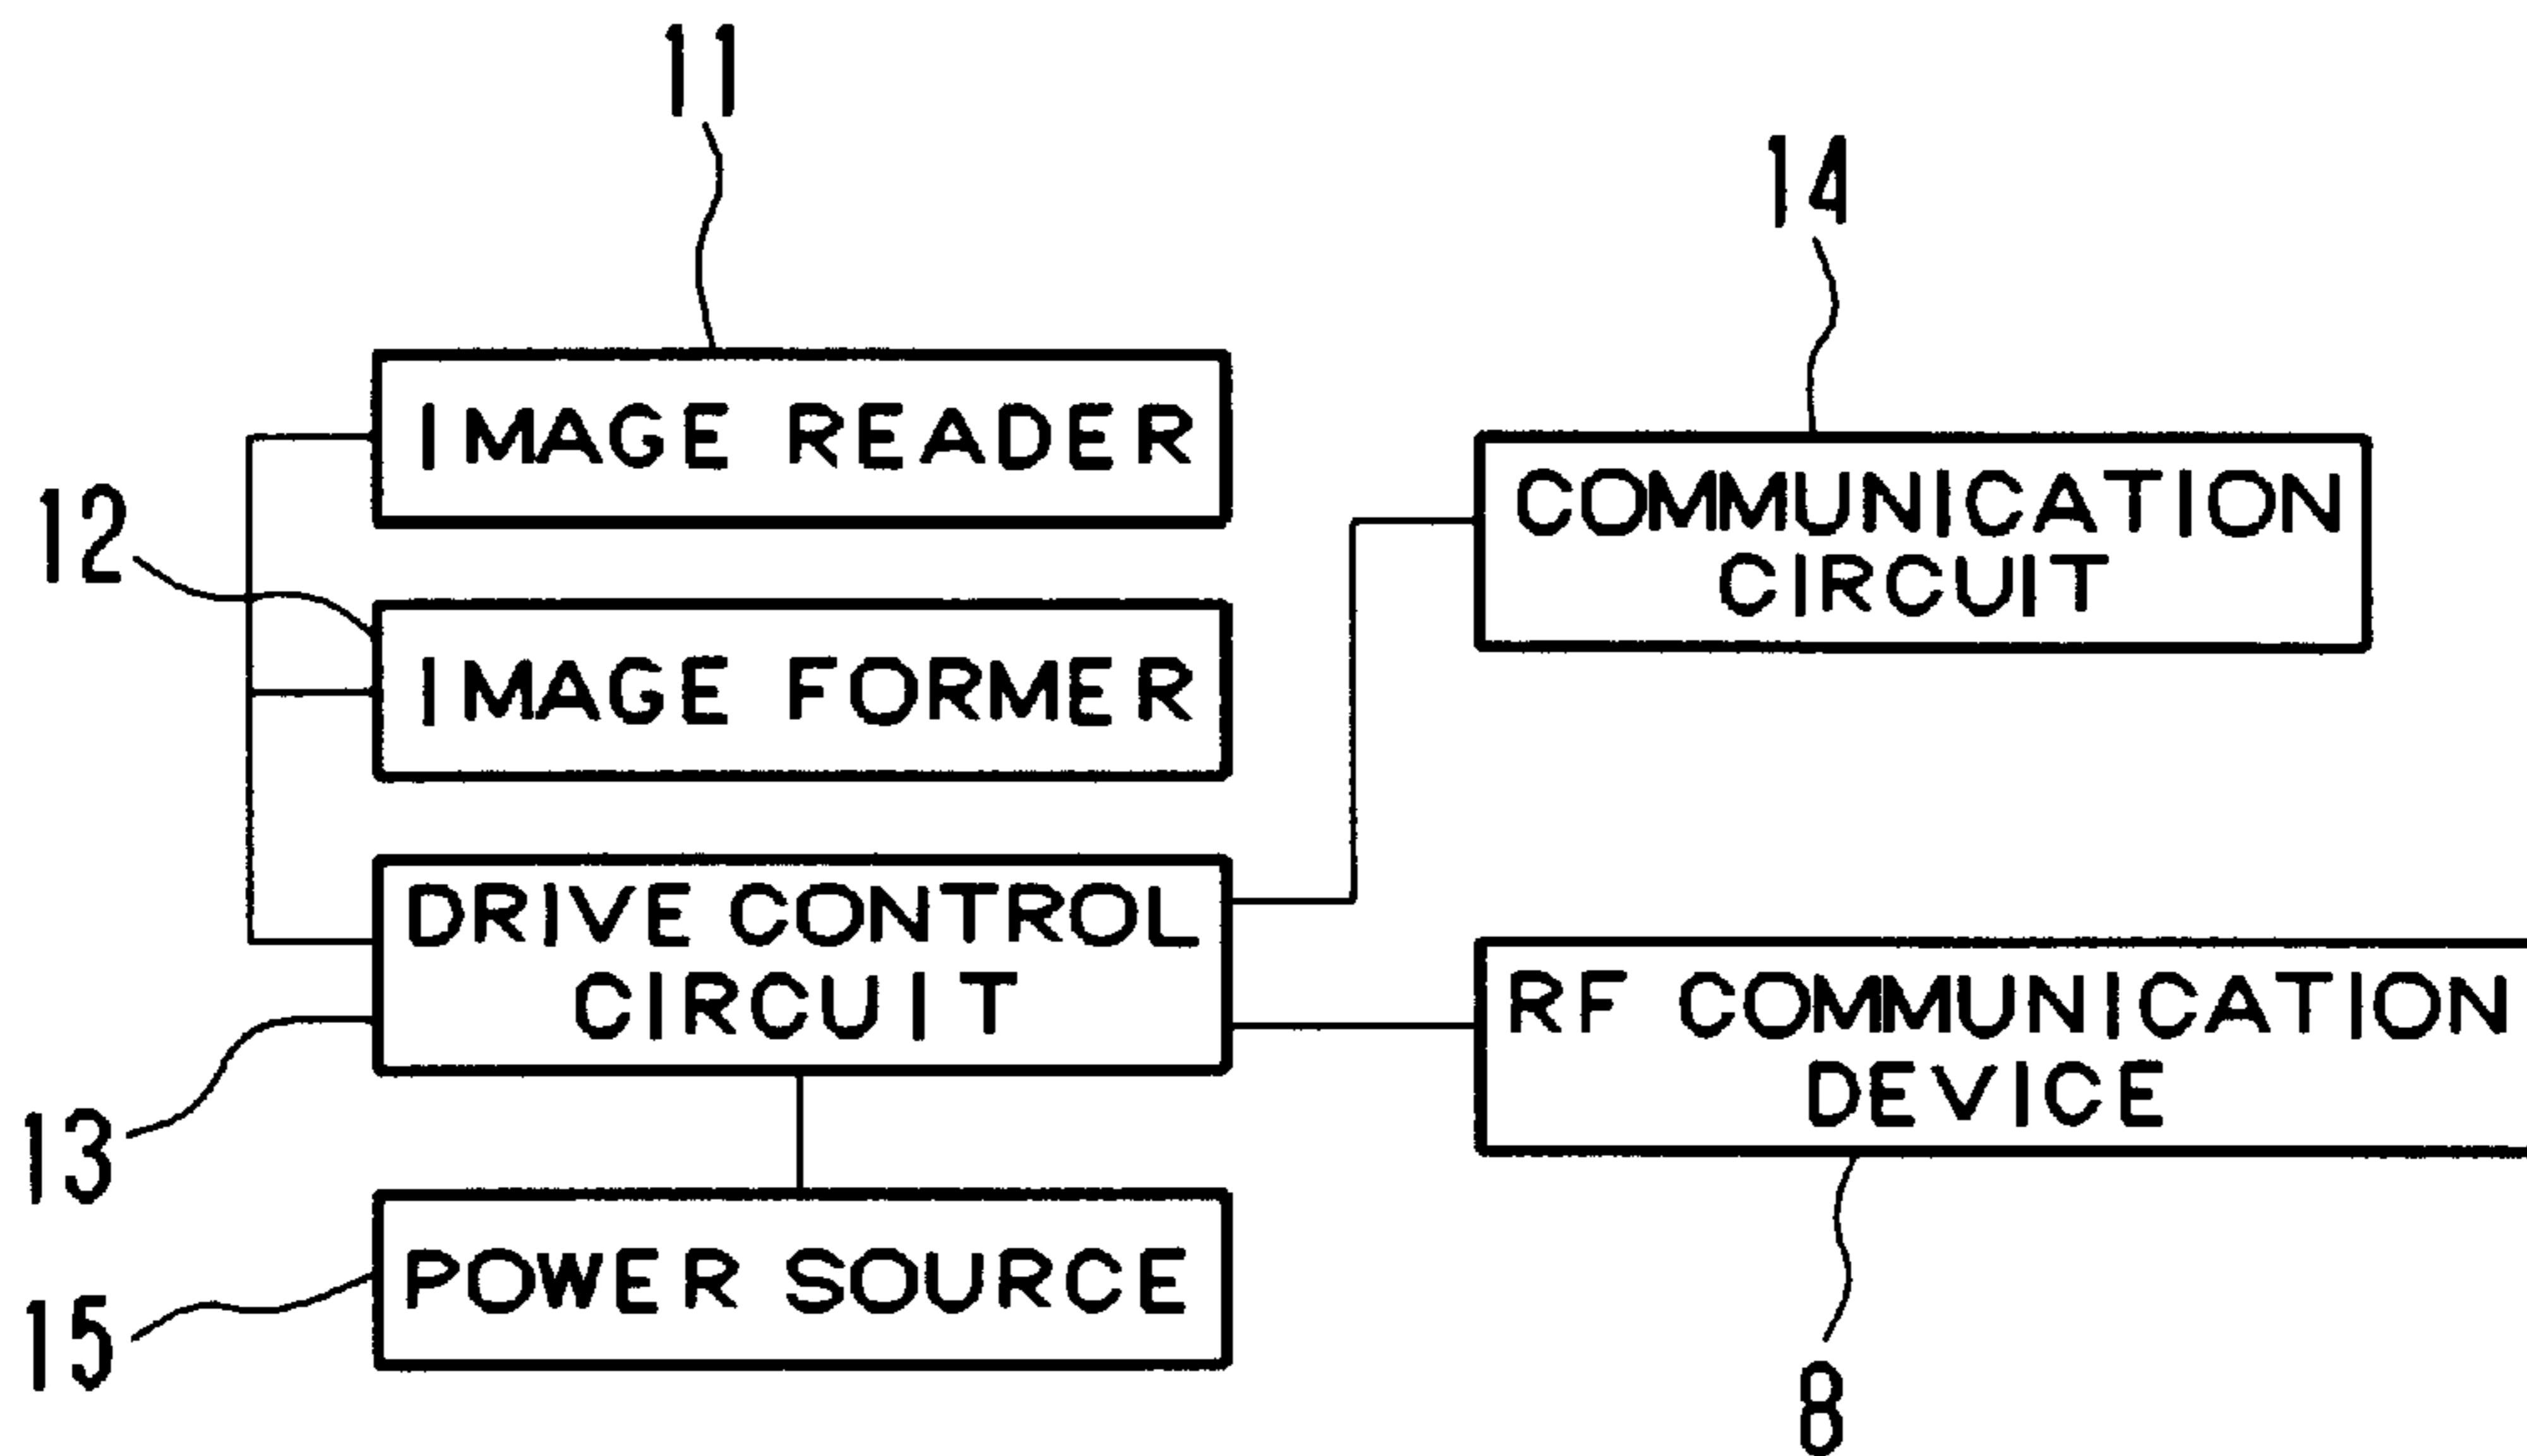 11
14
IMAGE READER
12
COMMUNICATION
CIRCUIT
IMAGE FORMER
DRIVE CONTROL
CIRCUIT
RF COMMUNICATION
DEVICE
13
POWER SOURCE
15
8